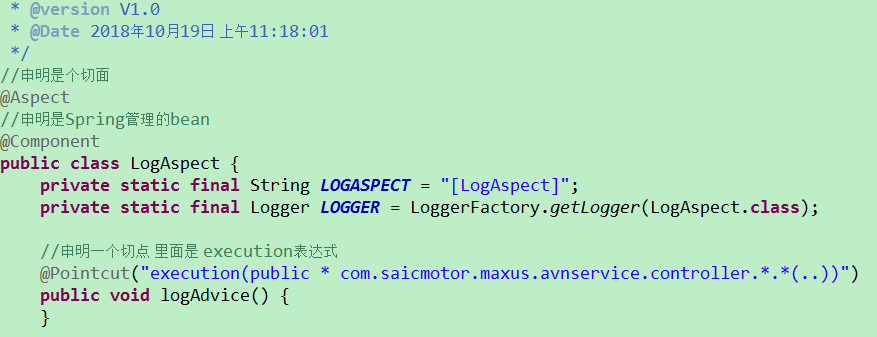 * @version V1.0
* @Date 2018年10月19日 上午11:18:01
*/
//申明是个切面
@Aspect
//申明是Spring管理的bean
@Component
public class LogAspect {
    private static final String LOGASPECT = "[LogAspect]";
    private static final Logger LOGGER = LoggerFactory.getLogger(LogAspect.class);

    //申明一个切点 里面是 execution表达式
    @Pointcut("execution(public * com.saicmotor.maxus.avnservice.controller.*.*(..))")
    public void logAdvice() {
    }